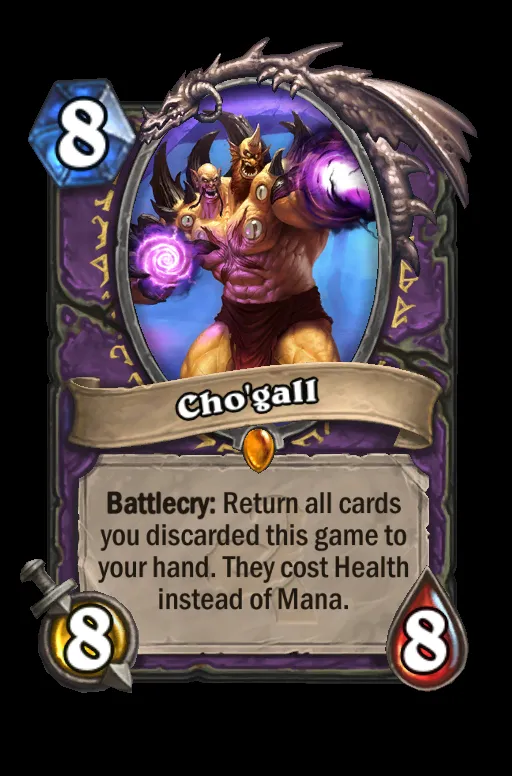 8
Cho'gall
Battlecry: Return all cards
you discarded this game to
your hand. They cost Health
instead of Mana.
8
8